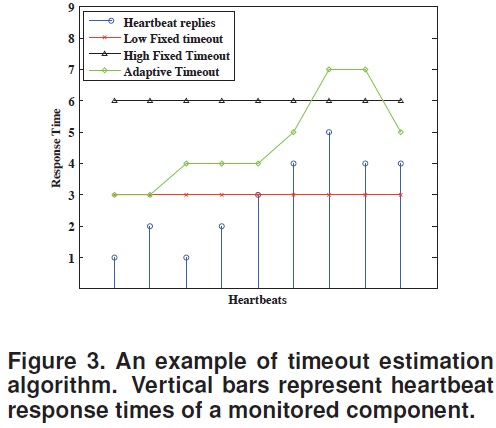 9
8
7
6
5
4
3
2
1
Response Time
Heartbeats
Heartbeat replies
Low Fixed timeout
High Fixed Timeout
Adaptive Timeout
Figure 3. An example of timeout estimation
algorithm. Vertical bars represent heartbeat
response times of a monitored component.